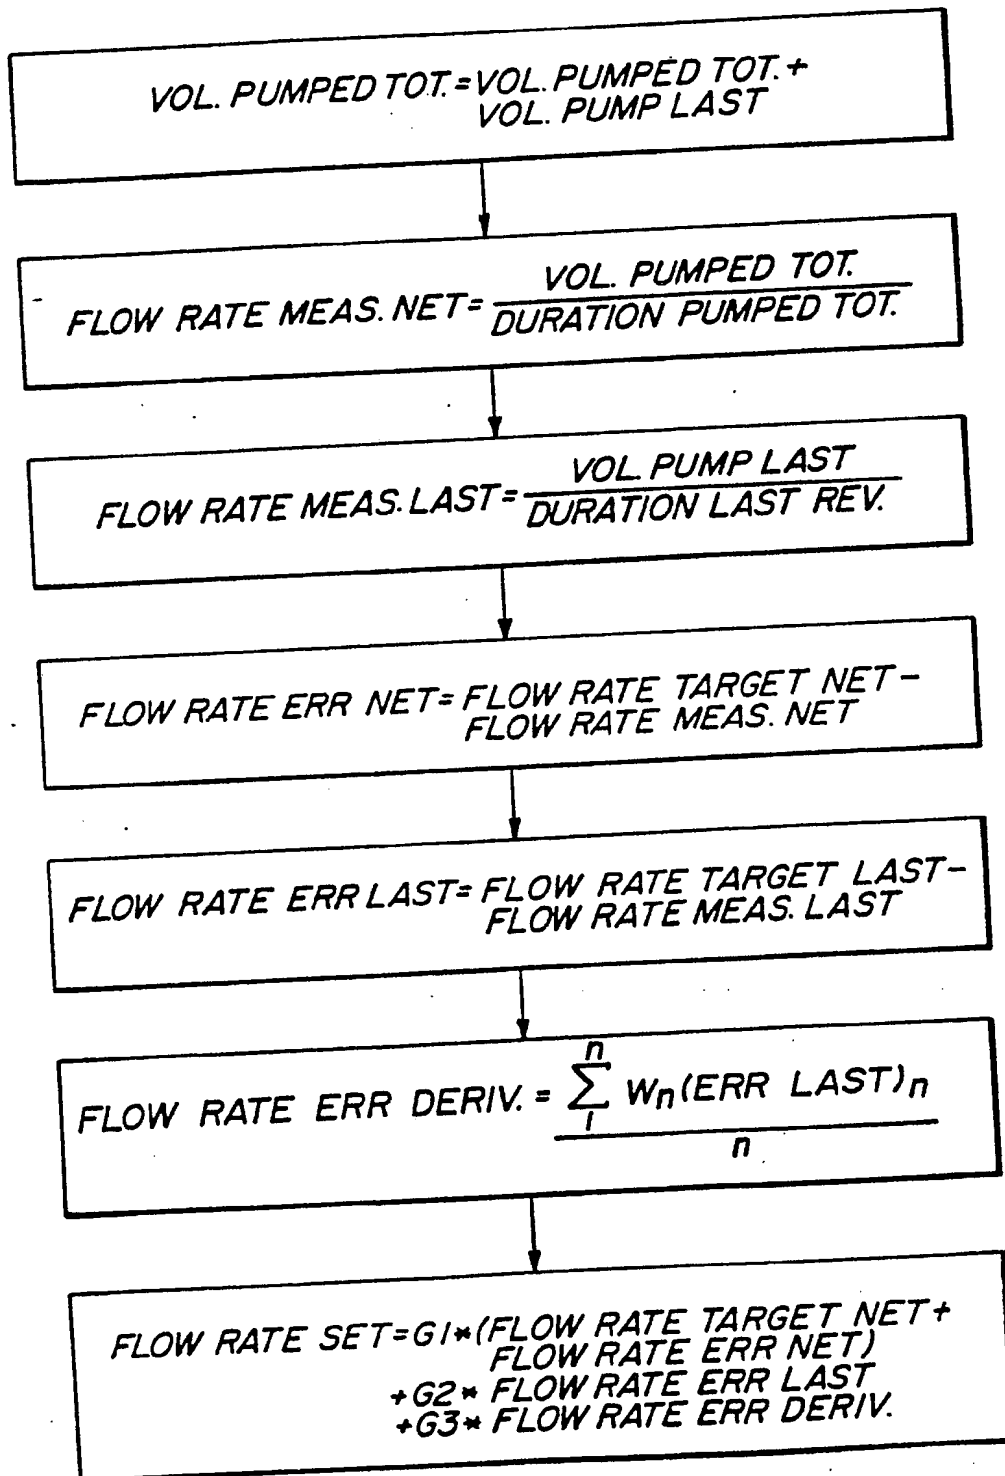 VOL. PUMPED TOT.=VOL. PUMPED TOT.+
VOL. PUMP LAST
FLOW RATE MEAS. NET= VOL. PUMPED TOT.
DURATION PUMPED TOT.
FLOW RATE MEAS. LAST= VOL. PUMP LAST
DURATION LAST REV.
FLOW RATE ERR NET= FLOW RATE TARGET NET-
FLOW RATE MEAS. NET
FLOW RATE ERR LAST= FLOW RATE TARGET LAST-
FLOW RATE MEAS. LAST
n
FLOW RATE ERR DERIV. = ∑ Wn (ERR LAST)n
1
n
FLOW RATE SET=G1*(FLOW RATE TARGET NET+
FLOW RATE ERR NET)
+G2* FLOW RATE ERR LAST
+G3* FLOW RATE ERR DERIV.